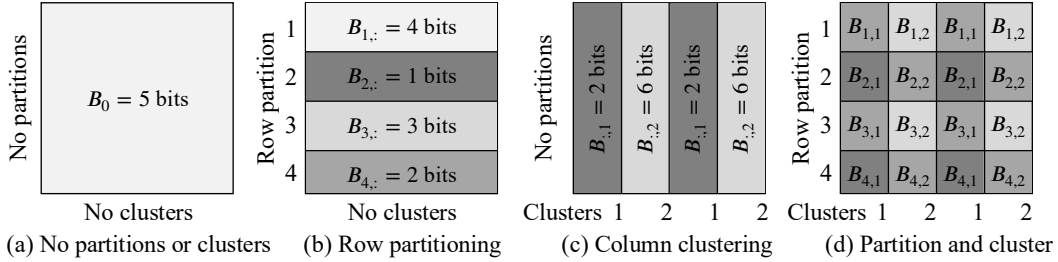 No partitions
B₀ = 5 bits
No clusters
(a) No partitions or clusters
Row partition
1
2
3
4
B₁,: = 4 bits
B₂,: = 1 bits
B₃,: = 3 bits
B₄,: = 2 bits
No clusters
(b) Row partitioning
No partitions
B:,₁ = 2 bits
B:,₂ = 6 bits
B:,₁ = 2 bits
B:,₂ = 6 bits
Clusters 1 2 1 2
(c) Column clustering
Row partition
1 B₁,₁ B₁,₂ B₁,₁ B₁,₂
2 B₂,₁ B₂,₂ B₂,₁ B₂,₂
3 B₃,₁ B₃,₂ B₃,₁ B₃,₂
4 B₄,₁ B₄,₂ B₄,₁ B₄,₂
Clusters 1 2 1 2
(d) Partition and cluster